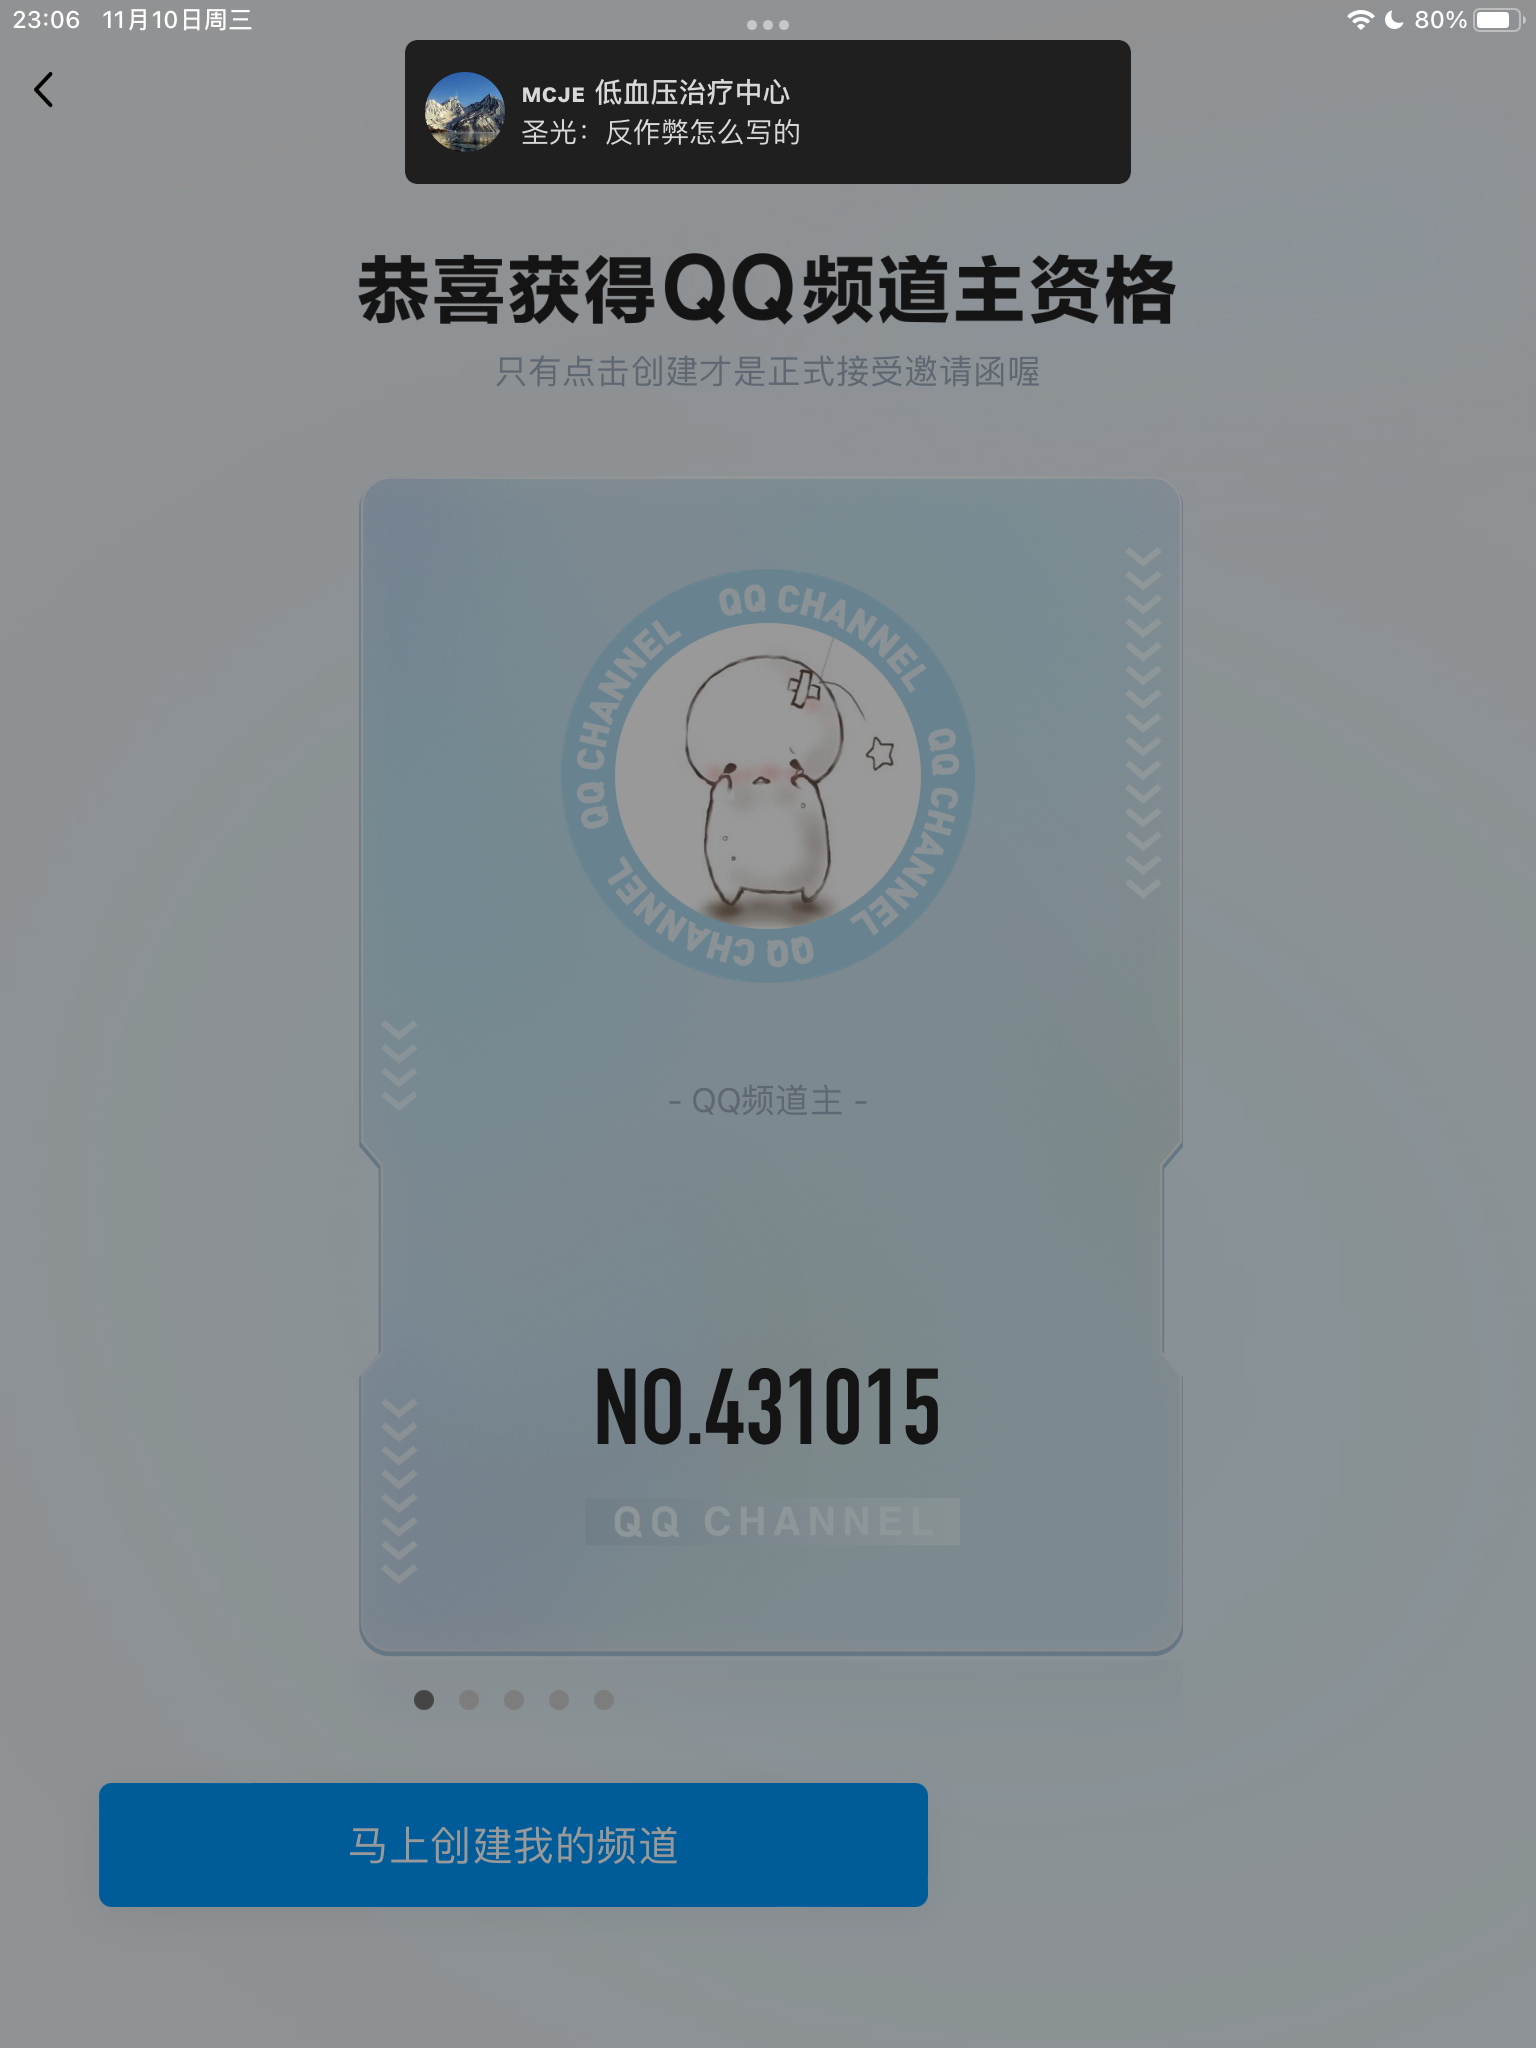 23:06 11月10日周三
80%
MCJE 低血压治疗中心
圣光：反作弊怎么写的
恭喜获得QQ频道主资格
只有点击创建才是正式接受邀请函喔
QQ CHANNEL QQ CHANNEL QQ CHANNEL QQ CHANNEL
- QQ频道主 -
NO.431015
QQ CHANNEL
马上创建我的频道